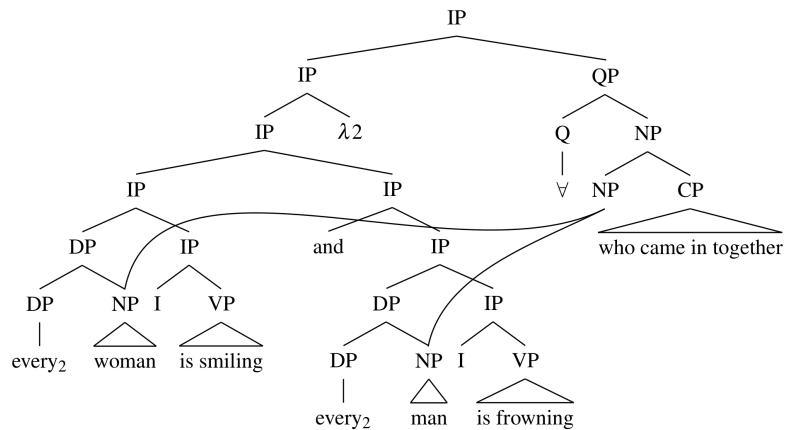 IP
IP QP
IP λ2 Q NP
IP IP ∀ NP CP
DP IP and IP who came in together
DP NP I VP DP IP
every₂ woman is smiling DP NP I VP
every₂ man is frowning